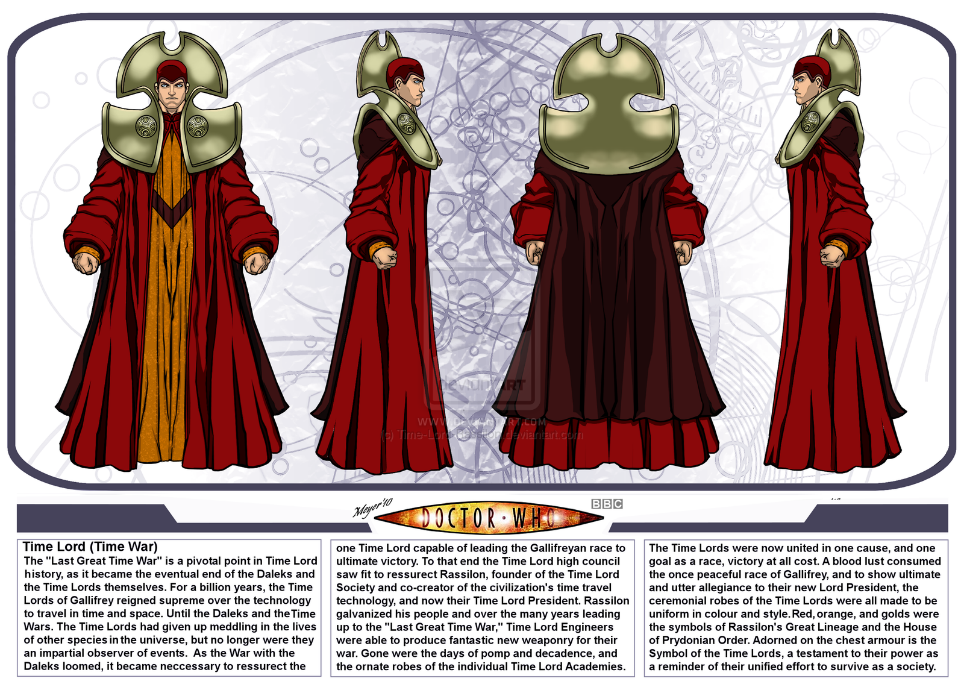 DEVIANTART
WWW.DEVIANTART.COM
Meyer'10
BBC
DOCTOR·WHO
Time Lord (Time War)
The "Last Great Time War" is a pivotal point in Time Lord
history, as it became the eventual end of the Daleks and
the Time Lords themselves. For a billion years, the Time
Lords of Gallifrey reigned supreme over the technology
to travel in time and space. Until the Daleks and theTime
Wars. The Time Lords had given up meddling in the lives
of other species in the universe, but no longer were they
an impartial observer of events.  As the War with the
Daleks loomed, it became neccessary to ressurect the
one Time Lord capable of leading the Gallifreyan race to
ultimate victory. To that end the Time Lord high council
saw fit to ressurect Rassilon, founder of the Time Lord
Society and co-creator of the civilization's time travel
technology, and now their Time Lord President. Rassilon
galvanized his people and over the many years leading
up to the "Last Great Time War," Time Lord Engineers
were able to produce fantastic new weaponry for their
war. Gone were the days of pomp and decadence, and
the ornate robes of the individual Time Lord Academies.
The Time Lords were now united in one cause, and one
goal as a race, victory at all cost. A blood lust consumed
the once peaceful race of Gallifrey, and to show ultimate
and utter allegiance to their new Lord President, the
ceremonial robes of the Time Lords were all made to be
uniform in colour and style.Red, orange, and golds were
the symbols of Rassilon's Great Lineage and the House
of Prydonian Order. Adorned on the chest armour is the
Symbol of the Time Lords, a testament to their power as
a reminder of their unified effort to survive as a society.